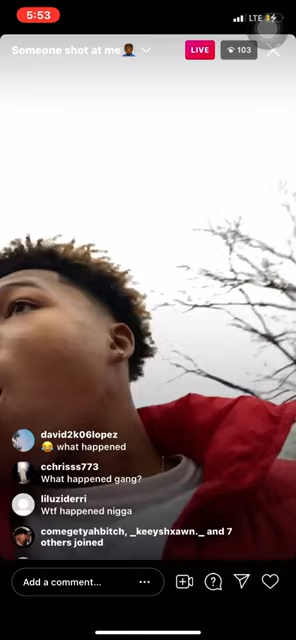 5:53
LTE
Someone shot at me🤦🏾‍♂️
LIVE
103
david2k06lopez
😂 what happened
cchrisss773
What happened gang?
liluziderri
Wtf happened nigga
comegetyahbitch, _keeyshxawn._ and 7
others joined
Add a comment...